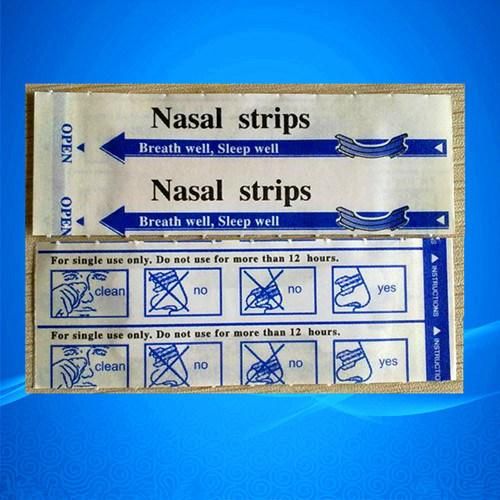 OPEN
Nasal strips
Breath well, Sleep well
OPEN
Nasal strips
Breath well, Sleep well
For single use only. Do not use for more than 12 hours.
clean
no
no
yes
INSTRUCTIONS
For single use only. Do not use for more than 12 hours.
clean
no
no
yes
INSTRUCTIO